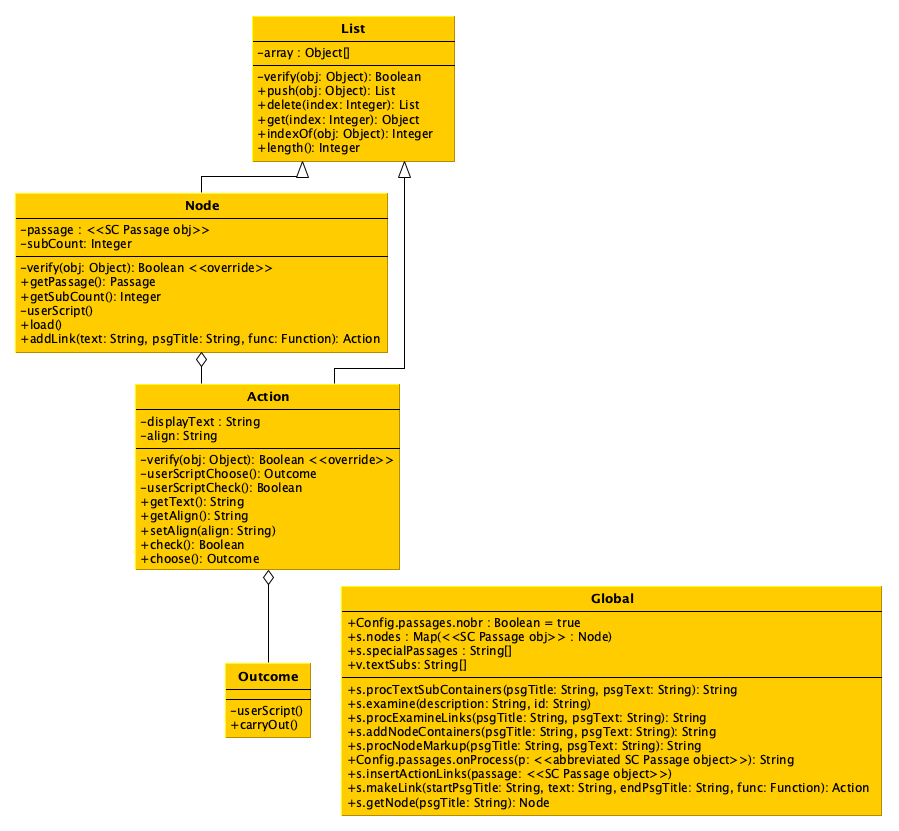 List
-array : Object[]
-verify(obj: Object): Boolean
+push(obj: Object): List
+delete(index: Integer): List
+get(index: Integer): Object
+indexOf(obj: Object): Integer
+length(): Integer
Node
-passage : <<SC Passage obj>>
-subCount: Integer
-verify(obj: Object): Boolean <<override>>
+getPassage(): Passage
+getSubCount(): Integer
-userScript()
+load()
+addLink(text: String, psgTitle: String, func: Function): Action
Action
-displayText : String
-align: String
-verify(obj: Object): Boolean <<override>>
-userScriptChoose(): Outcome
-userScriptCheck(): Boolean
+getText(): String
+getAlign(): String
+setAlign(align: String)
+check(): Boolean
+choose(): Outcome
Outcome
-userScript()
+carryOut()
Global
+Config.passages.nobr : Boolean = true
+s.nodes : Map(<<SC Passage obj>> : Node)
+s.specialPassages : String[]
+v.textSubs: String[]
+s.procTextSubContainers(psgTitle: String, psgText: String): String
+s.examine(description: String, id: String)
+s.procExamineLinks(psgTitle: String, psgText: String): String
+s.addNodeContainers(psgTitle: String, psgText: String): String
+s.procNodeMarkup(psgTitle: String, psgText: String): String
+Config.passages.onProcess(p: <<abbreviated SC Passage object>>): String
+s.insertActionLinks(passage: <<SC Passage object>>)
+s.makeLink(startPsgTitle: String, text: String, endPsgTitle: String, func: Function): Action
+s.getNode(psgTitle: String): Node